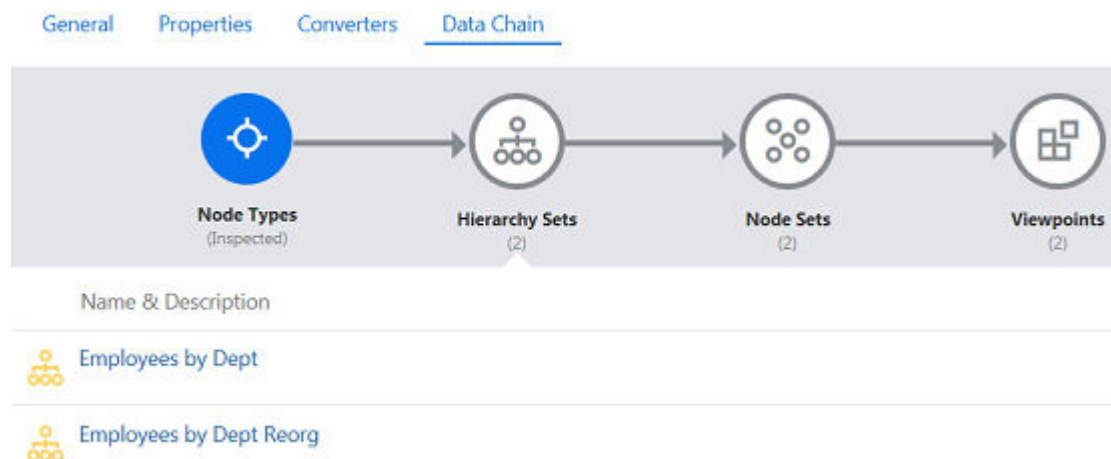 General Properties Converters Data Chain
Node Types Hierarchy Sets Node Sets Viewpoints
(Inspected) (2) (2) (2)
Name & Description
Employees by Dept
Employees by Dept Reorg